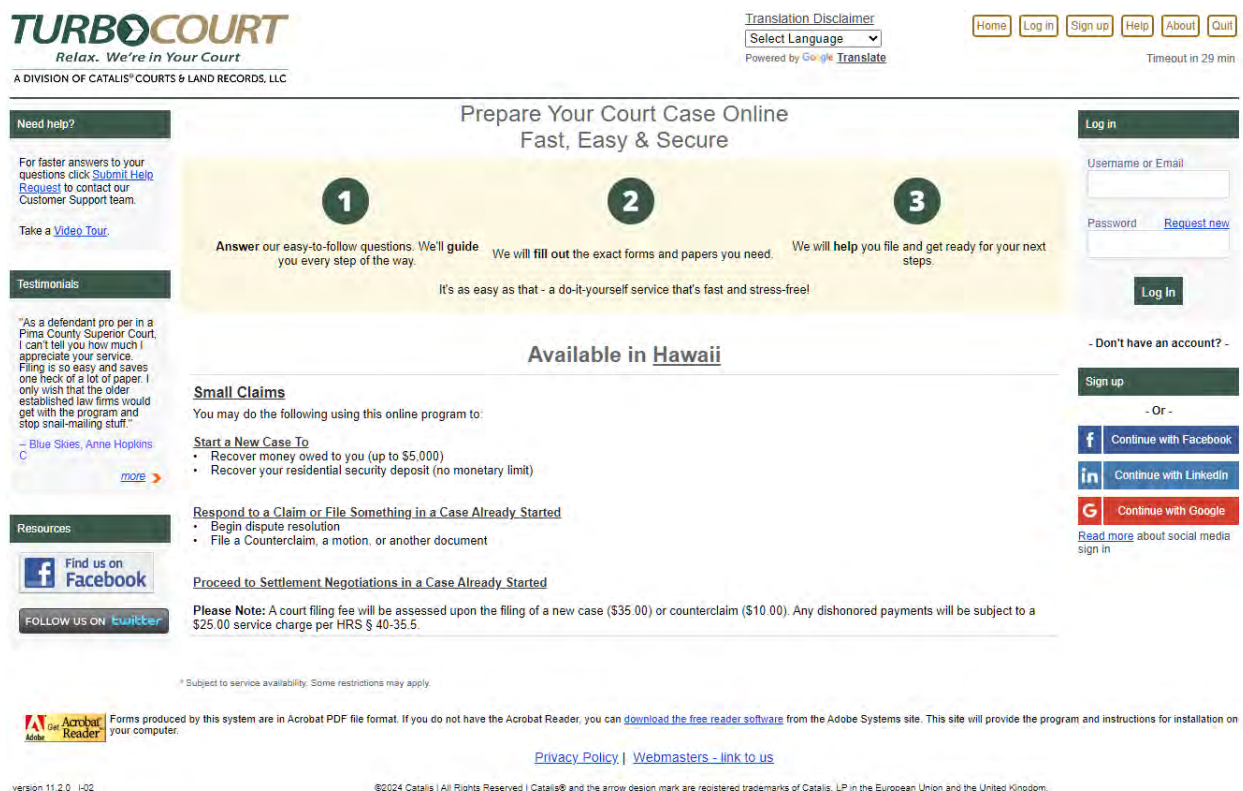 TURBOCOURT
Relax. We're in Your Court
A DIVISION OF CATALIS® COURTS & LAND RECORDS, LLC
Translation Disclaimer
Select Language
Powered by Google Translate
Home
Log in
Sign up
Help
About
Quit
Timeout in 29 min
Need help?
For faster answers to your
questions click Submit Help
Request to contact our
Customer Support team.
Take a Video Tour.
Testimonials
"As a defendant pro per in a
Pima County Superior Court,
I can't tell you how much I
appreciate your service.
Filing is so easy and saves
one heck of a lot of paper. I
only wish that the older
established law firms would
get with the program and
stop snail-mailing stuff."
– Blue Skies, Anne Hopkins
C
more
Resources
Find us on
Facebook
FOLLOW US ON twitter
Prepare Your Court Case Online
Fast, Easy & Secure
1
Answer our easy-to-follow questions. We'll guide
you every step of the way.
2
We will fill out the exact forms and papers you need.
3
We will help you file and get ready for your next
steps.
It's as easy as that - a do-it-yourself service that's fast and stress-free!
Available in Hawaii
Small Claims
You may do the following using this online program to:
Start a New Case To
• Recover money owed to you (up to $5,000)
• Recover your residential security deposit (no monetary limit)
Respond to a Claim or File Something in a Case Already Started
• Begin dispute resolution
• File a Counterclaim, a motion, or another document
Proceed to Settlement Negotiations in a Case Already Started
Please Note: A court filing fee will be assessed upon the filing of a new case ($35.00) or counterclaim ($10.00). Any dishonored payments will be subject to a
$25.00 service charge per HRS § 40-35.5.
Log in
Username or Email
Password
Request new
Log In
- Don't have an account? -
Sign up
- Or -
Continue with Facebook
Continue with LinkedIn
Continue with Google
Read more about social media
sign in
* Subject to service availability. Some restrictions may apply.
Adobe
Get Acrobat
Reader
Forms produced by this system are in Acrobat PDF file format. If you do not have the Acrobat Reader, you can download the free reader software from the Adobe Systems site. This site will provide the program and instructions for installation on
your computer.
Privacy Policy | Webmasters - link to us
version 11.2.0 I-02
©2024 Catalis | All Rights Reserved | Catalis® and the arrow design mark are registered trademarks of Catalis, LP in the European Union and the United Kingdom.